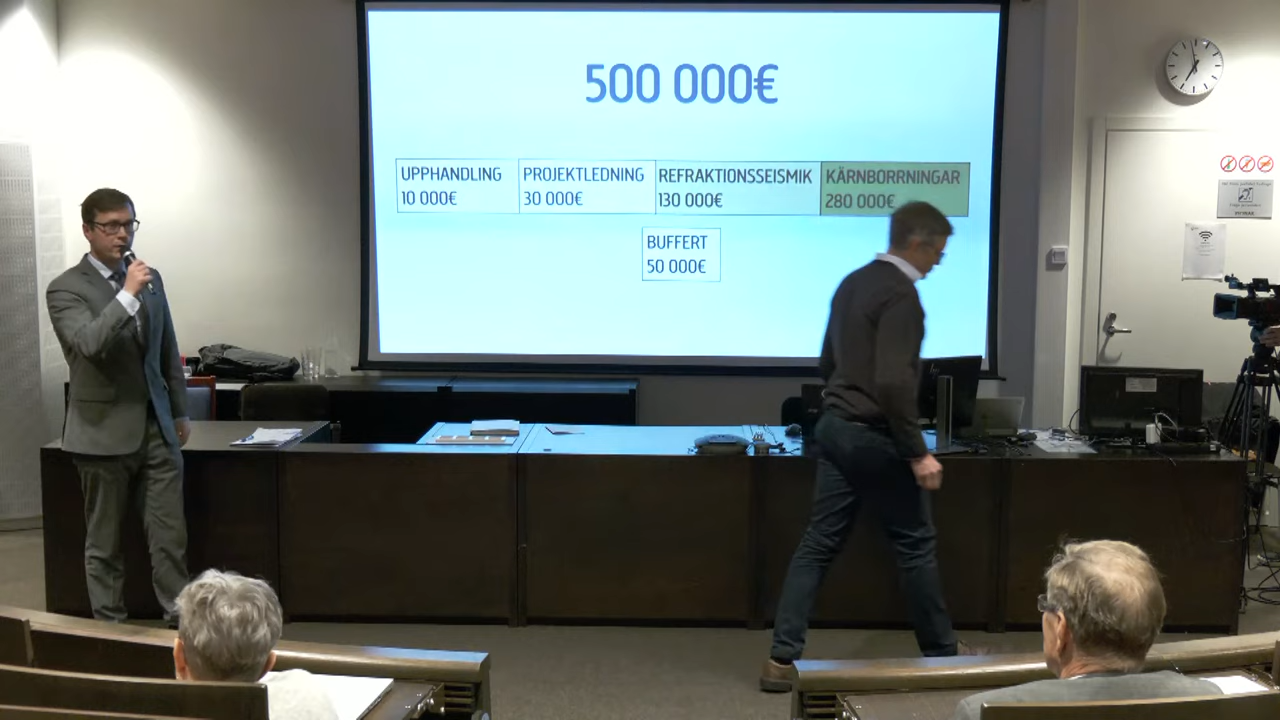 500 000€
UPPHANDLING
10 000€
PROJEKTLEDNING
30 000€
REFRAKTIONSSEISMIK
130 000€
KÄRNBORRNINGAR
280 000€
BUFFERT
50 000€